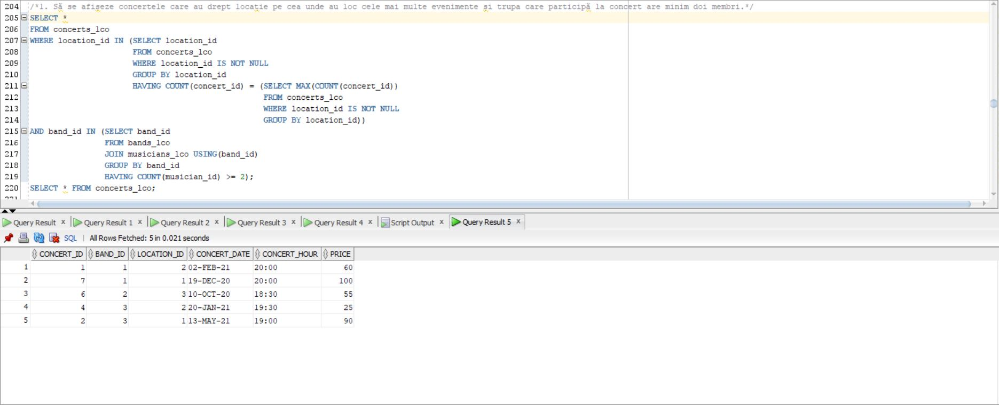 204 /*1. Să se afișeze concertele care au drept locație pe cea unde au loc cele mai multe evenimente și trupa care participă la concert are minim doi membri.*/
205 SELECT *
206 FROM concerts_lco
207 WHERE location_id IN (SELECT location_id
208 FROM concerts_lco
209 WHERE location_id IS NOT NULL
210 GROUP BY location_id
211 HAVING COUNT(concert_id) = (SELECT MAX(COUNT(concert_id))
212 FROM concerts_lco
213 WHERE location_id IS NOT NULL
214 GROUP BY location_id))
215 AND band_id IN (SELECT band_id
216 FROM bands_lco
217 JOIN musicians_lco USING(band_id)
218 GROUP BY band_id
219 HAVING COUNT(musician_id) >= 2);
220 SELECT * FROM concerts_lco;
221
Query Result x Query Result 1 x Query Result 2 x Query Result 3 x Query Result 4 x Script Output x Query Result 5 x
SQL | All Rows Fetched: 5 in 0.021 seconds
CONCERT_ID BAND_ID LOCATION_ID CONCERT_DATE CONCERT_HOUR PRICE
1 1 1 2 02-FEB-21 20:00 60
2 7 1 1 19-DEC-20 20:00 100
3 6 2 3 10-OCT-20 18:30 55
4 4 3 2 20-JAN-21 19:30 25
5 2 3 1 13-MAY-21 19:00 90